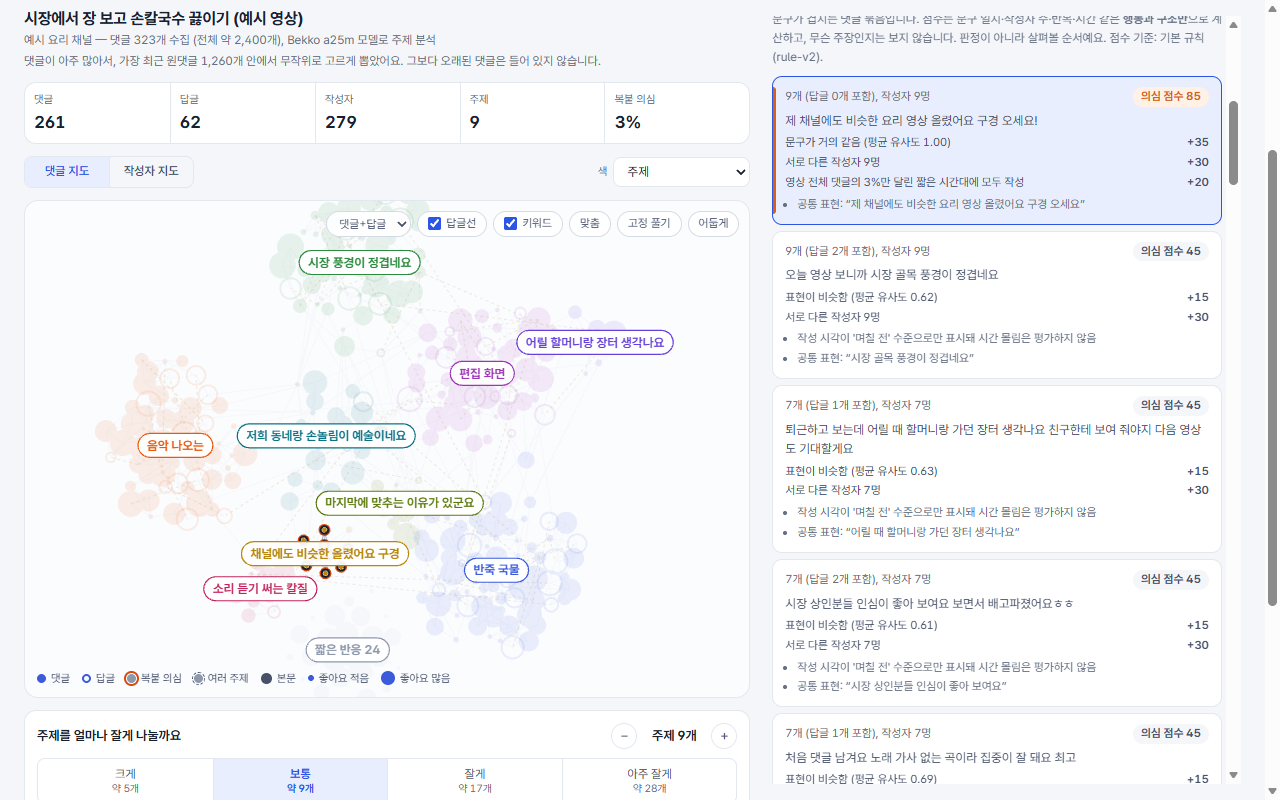 시장에서 장 보고 손칼국수 끓이기 (예시 영상)
예시 요리 채널 — 댓글 323개 수집 (전체 약 2,400개), Bekko a25m 모델로 주제 분석
댓글이 아주 많아서, 가장 최근 원댓글 1,260개 안에서 무작위로 고르게 뽑았어요. 그보다 오래된 댓글은 들어 있지 않습니다.
댓글
261
답글
62
작성자
279
주제
9
복붙 의심
3%
댓글 지도
작성자 지도
색
주제
댓글+답글
답글선
키워드
맞춤
고정 풀기
어둡게
시장 풍경이 정겹네요
어릴 할머니랑 장터 생각나요
편집 화면
저희 동네랑 손놀림이 예술이네요
음악 나오는
마지막에 맞추는 이유가 있군요
채널에도 비슷한 올렸어요 구경
반죽 국물
소리 듣기 써는 칼질
짧은 반응 24
댓글
답글
복붙 의심
여러 주제
본문
좋아요 적음
좋아요 많음
주제를 얼마나 잘게 나눌까요
−
주제 9개
+
크게
약 5개
보통
약 9개
잘게
약 17개
아주 잘게
약 28개
문구가 겹치는 댓글 묶음입니다. 점수는 문구 일치·작성자 수·반복·시간 같은 행동과 구조만으로 계
산하고, 무슨 주장인지는 보지 않습니다. 판정이 아니라 살펴볼 순서예요. 점수 기준: 기본 규칙
(rule-v2).
9개 (답글 0개 포함), 작성자 9명
의심 점수 85
제 채널에도 비슷한 요리 영상 올렸어요 구경 오세요!
문구가 거의 같음 (평균 유사도 1.00)
+35
서로 다른 작성자 9명
+30
영상 전체 댓글의 3%만 달린 짧은 시간대에 모두 작성
+20
공통 표현: “제 채널에도 비슷한 요리 영상 올렸어요 구경 오세요”
9개 (답글 2개 포함), 작성자 9명
의심 점수 45
오늘 영상 보니까 시장 골목 풍경이 정겹네요
표현이 비슷함 (평균 유사도 0.62)
+15
서로 다른 작성자 9명
+30
작성 시각이 '며칠 전' 수준으로만 표시돼 시간 몰림은 평가하지 않음
공통 표현: “시장 골목 풍경이 정겹네요”
7개 (답글 1개 포함), 작성자 7명
의심 점수 45
퇴근하고 보는데 어릴 때 할머니랑 가던 장터 생각나요 친구한테 보여 줘야지 다음 영상
도 기대할게요
표현이 비슷함 (평균 유사도 0.63)
+15
서로 다른 작성자 7명
+30
작성 시각이 '며칠 전' 수준으로만 표시돼 시간 몰림은 평가하지 않음
공통 표현: “어릴 때 할머니랑 가던 장터 생각나요”
7개 (답글 2개 포함), 작성자 7명
의심 점수 45
시장 상인분들 인심이 좋아 보여요 보면서 배고파졌어요ㅎㅎ
표현이 비슷함 (평균 유사도 0.61)
+15
서로 다른 작성자 7명
+30
작성 시각이 '며칠 전' 수준으로만 표시돼 시간 몰림은 평가하지 않음
공통 표현: “시장 상인분들 인심이 좋아 보여요”
7개 (답글 1개 포함), 작성자 7명
의심 점수 45
처음 댓글 남겨요 노래 가사 없는 곡이라 집중이 잘 돼요 최고
표현이 비슷함 (평균 유사도 0.69)
+15